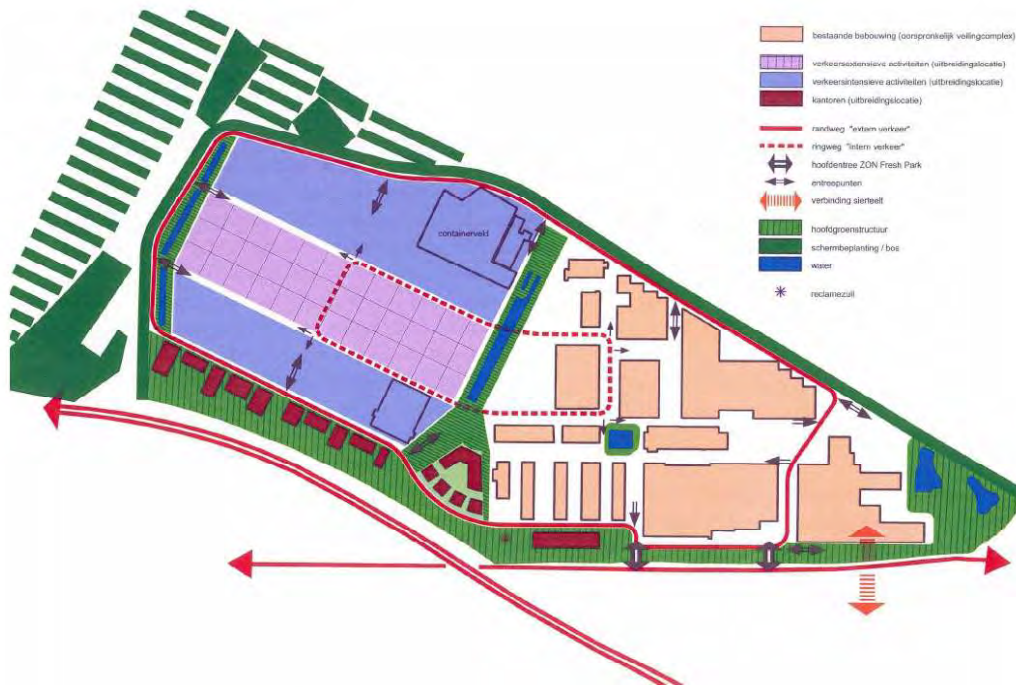 bestaande bebouwing (oorspronkelijk veilingcomplex)
verkeersextensieve activiteiten (uitbreidingslocatie)
verkeersintensieve activiteiten (uitbreidingslocatie)
kantoren (uitbreidingslocatie)
randweg "extern verkeer"
ringweg "intern verkeer"
hoofdentree ZON Fresh Park
entreepunten
verbinding sierteelt
hoofdgroenstructuur
schermbeplanting / bos
water
reclamezuil
containerveld